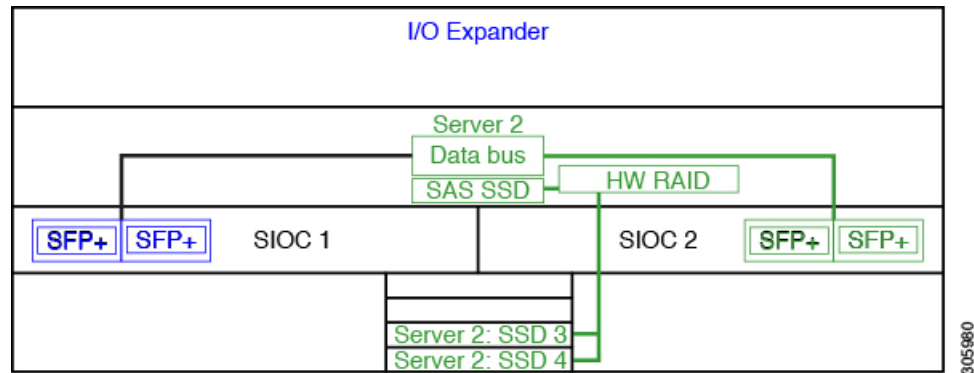 I/O Expander
Server 2
Data bus
HW RAID
SAS SSD
SFP+ SFP+ SIOC 1 SIOC 2 SFP+ SFP+
Server 2: SSD 3
Server 2: SSD 4
305980